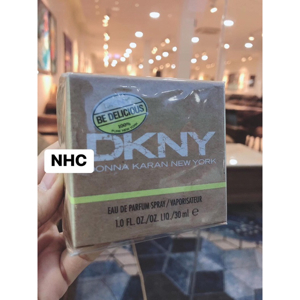 BE DELICIOUS
DKNY
NHC
DONNA KARAN NEW YORK
EAU DE PARFUM SPRAY / VAPORISATEUR
1.0 FL. OZ./OZ. LIQ./30 ml e